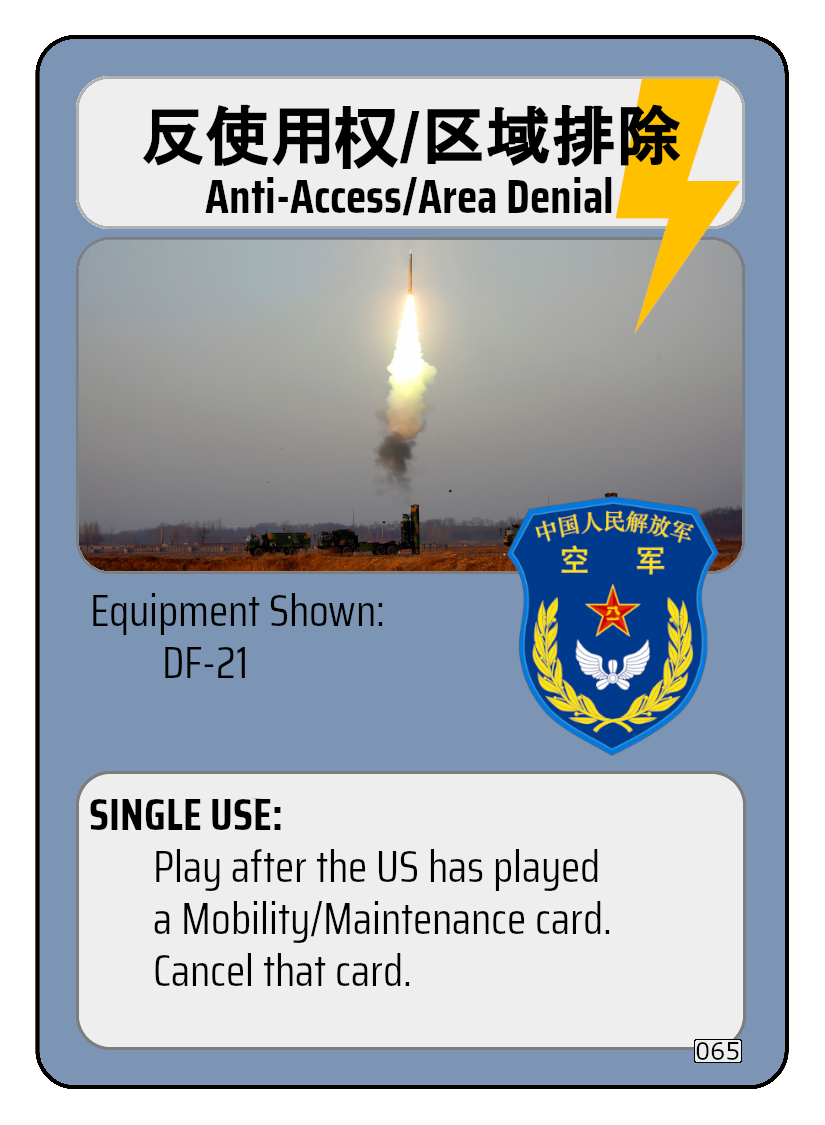 反使用权/区域排除
Anti-Access/Area Denial
中国人民解放军
空 军
八一
Equipment Shown:
DF-21
SINGLE USE:
Play after the US has played
a Mobility/Maintenance card.
Cancel that card.
065